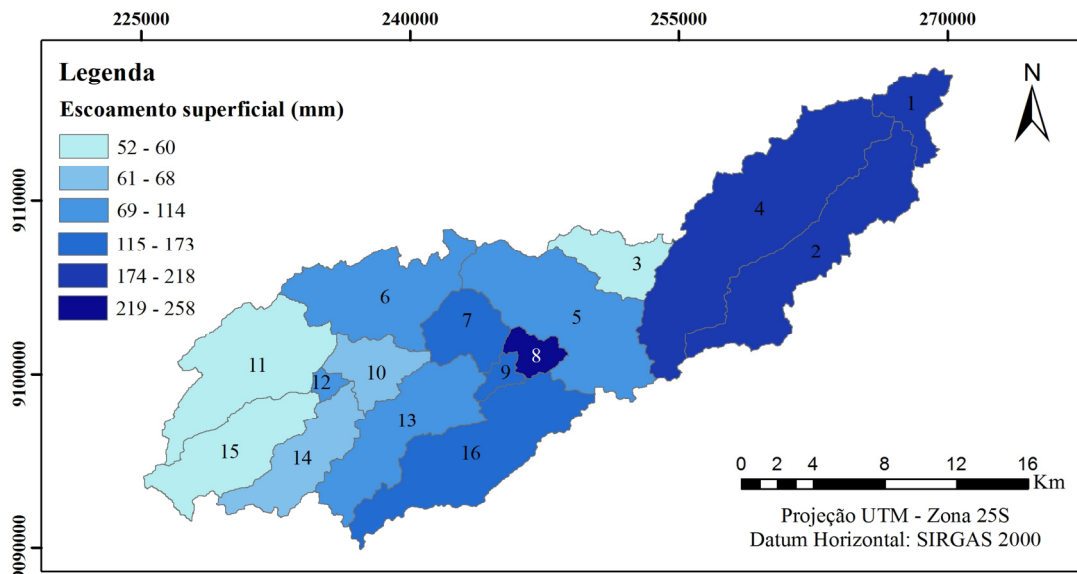 225000 240000 255000 270000
Legenda
Escoamento superficial (mm)
52 - 60
61 - 68
69 - 114
115 - 173
174 - 218
219 - 258
N
9110000
9100000
9090000
1
4
2
3
6
5
7
8
11
10
9
12
13
15
14
16
0 2 4 8 12 16
Km
Projeção UTM - Zona 25S
Datum Horizontal: SIRGAS 2000